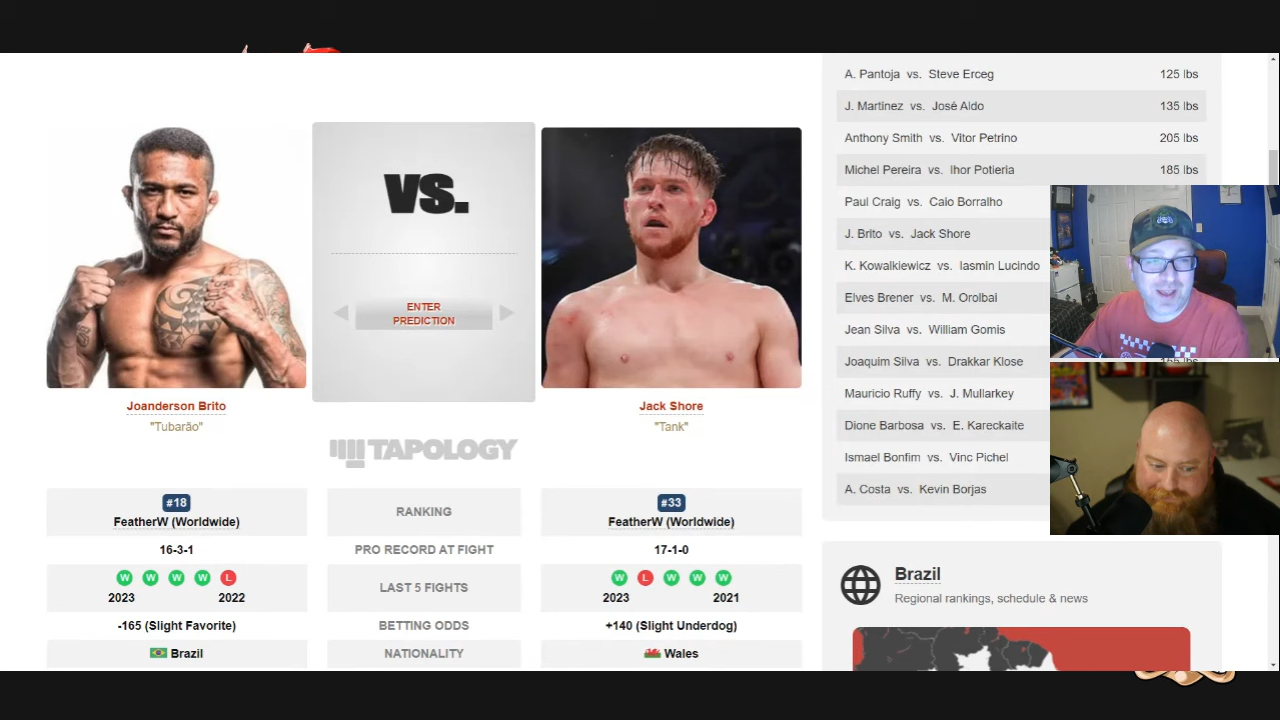 VS.
ENTER
PREDICTION
Joanderson Brito
"Tubarão"
Jack Shore
"Tank"
TAPOLOGY
#18
FeatherW (Worldwide)
RANKING
#33
FeatherW (Worldwide)
16-3-1
PRO RECORD AT FIGHT
17-1-0
W W W W L
2023 2022
LAST 5 FIGHTS
W L W W W
2023 2021
-165 (Slight Favorite)
BETTING ODDS
+140 (Slight Underdog)
Brazil
NATIONALITY
Wales
A. Pantoja vs. Steve Erceg 125 lbs
J. Martinez vs. José Aldo 135 lbs
Anthony Smith vs. Vitor Petrino 205 lbs
Michel Pereira vs. Ihor Potieria 185 lbs
Paul Craig vs. Caio Borralho
J. Brito vs. Jack Shore
K. Kowalkiewicz vs. Iasmin Lucindo
Elves Brener vs. M. Orolbai
Jean Silva vs. William Gomis
Joaquim Silva vs. Drakkar Klose 155 lbs
Mauricio Ruffy vs. J. Mullarkey
Dione Barbosa vs. E. Kareckaite
Ismael Bonfim vs. Vinc Pichel
A. Costa vs. Kevin Borjas
Brazil
Regional rankings, schedule & news